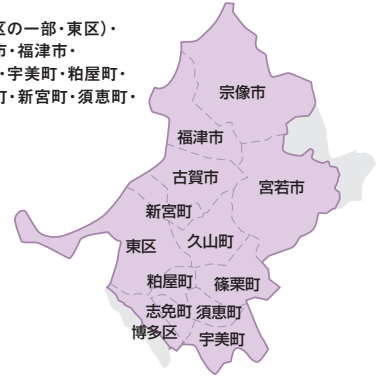 区の一部・東区）・
市・福津市・
・宇美町・粕屋町・
町・新宮町・須恵町・
宗像市
福津市
古賀市
宮若市
新宮町
久山町
東区
粕屋町
篠栗町
志免町
須恵町
博多区
宇美町